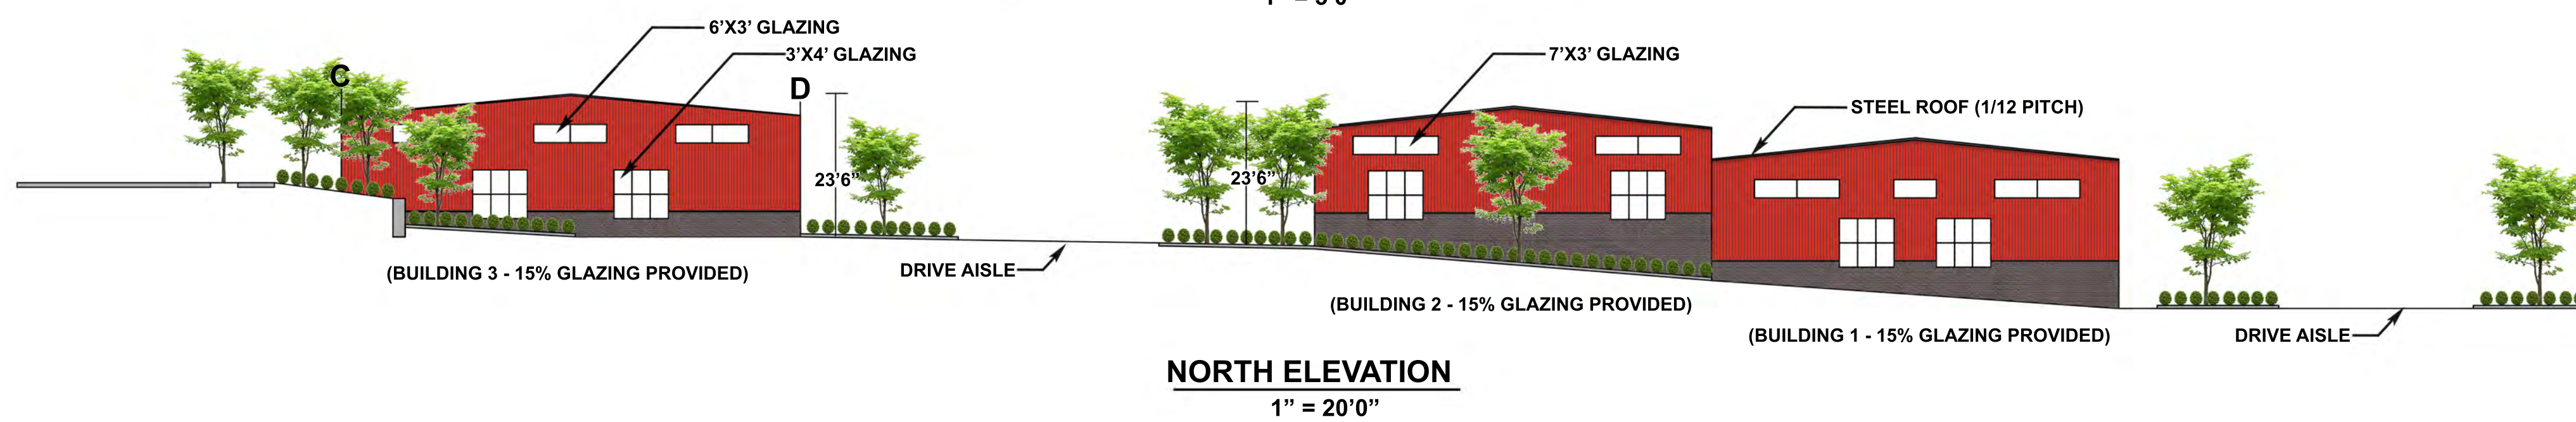 6’X3’ GLAZING
3’X4’ GLAZING
C
D
7’X3’ GLAZING
STEEL ROOF (1/12 PITCH)
23’6”
23’6”
(BUILDING 3 - 15% GLAZING PROVIDED)
DRIVE AISLE
(BUILDING 2 - 15% GLAZING PROVIDED)
(BUILDING 1 - 15% GLAZING PROVIDED)
DRIVE AISLE
NORTH ELEVATION
1” = 20’0”